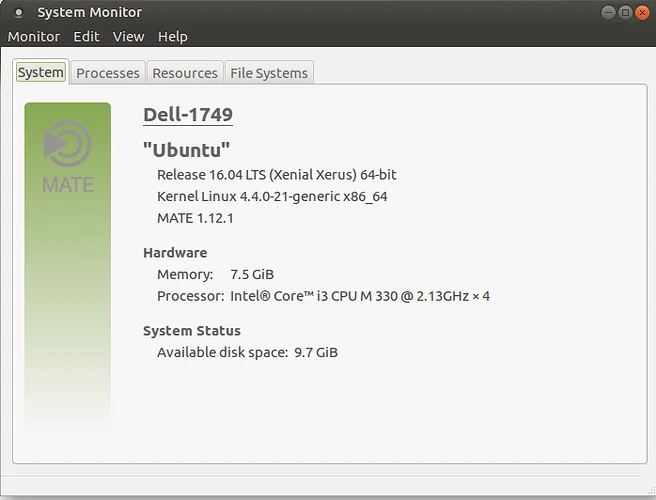 System Monitor
Monitor Edit View Help
System Processes Resources File Systems
Dell-1749
MATE
"Ubuntu"
Release 16.04 LTS (Xenial Xerus) 64-bit
Kernel Linux 4.4.0-21-generic x86_64
MATE 1.12.1
Hardware
Memory: 7.5 GiB
Processor: Intel® Core™ i3 CPU M 330 @ 2.13GHz × 4
System Status
Available disk space: 9.7 GiB